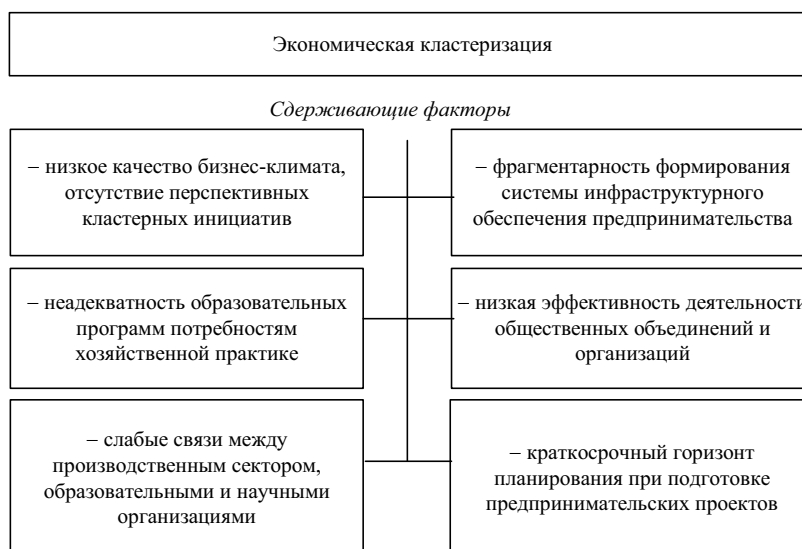 Экономическая кластеризация
Сдерживающие факторы
– низкое качество бизнес-климата,
отсутствие перспективных
кластерных инициатив
– фрагментарность формирования
системы инфраструктурного
обеспечения предпринимательства
– неадекватность образовательных
программ потребностям
хозяйственной практике
– низкая эффективность деятельности
общественных объединений и
организаций
– слабые связи между
производственным сектором,
образовательными и научными
организациями
– краткосрочный горизонт
планирования при подготовке
предпринимательских проектов